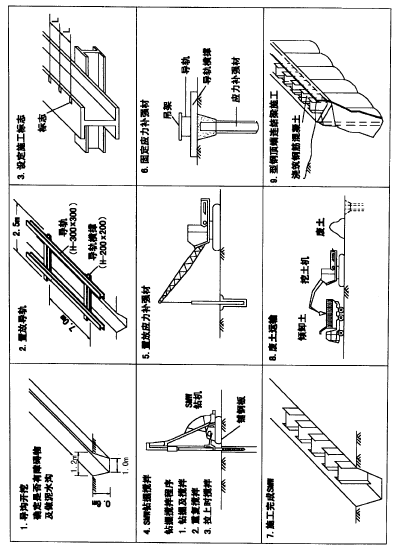 1. 导沟开挖
确定是否有障碍物
及做泥水沟
1.2m
1.0m
2. 置放导轨
2.5m
导轨
(H-300×300)
导轨横撑
(H-200×200)
3. 设定施工标志
标志
L
L
L
4. SMW钻掘搅拌
SMW
钻机
钻掘搅拌程序
1. 钻掘及搅拌
2. 重复搅拌
3. 拉上时搅拌
铺钢板
5. 置放应力补强材
6. 固定应力补强材
吊架
导轨
导轨横撑
应力补强材
7. 施工完成SMW
8. 废土运输
挖土机
倾卸土
废土
9. 型钢顶端连结梁施工
浇筑钢筋混凝土